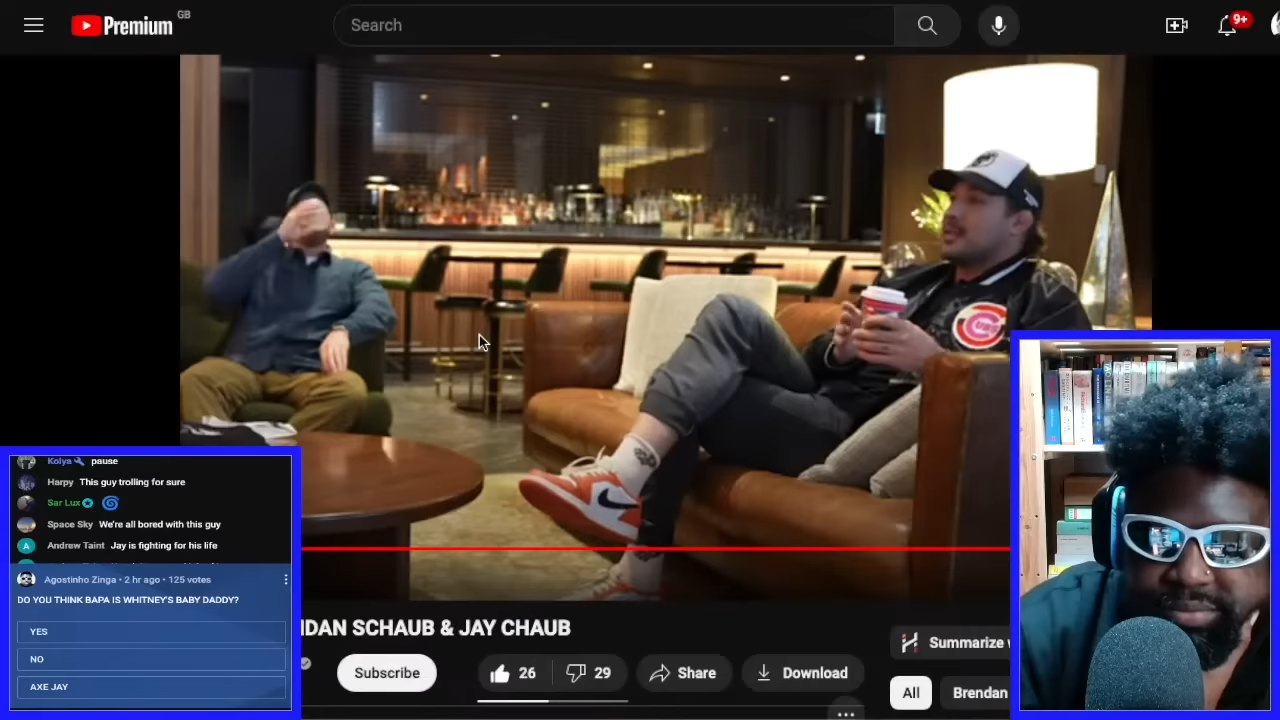 Premium GB
Search
9+
CUBS
Kolya pause
Harpy This guy trolling for sure
Sar Lux
Space Sky We're all bored with this guy
A Andrew Taint Jay is fighting for his life
Agostinho Zinga • 2 hr ago • 125 votes
DO YOU THINK BAPA IS WHITNEY'S BABY DADDY?
YES
NO
AXE JAY
NDAN SCHAUB & JAY CHAUB
Subscribe
26
29
Share
Download
Summarize
All
Brendan